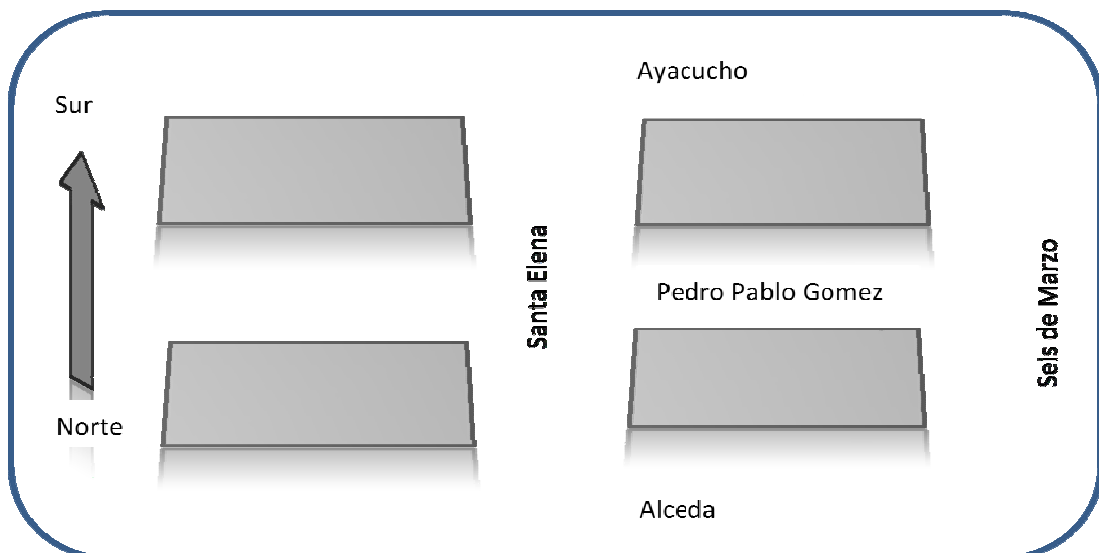 Ayacucho
Sur
Santa Elena
Pedro Pablo Gomez
Seis de Marzo
Norte
Alceda